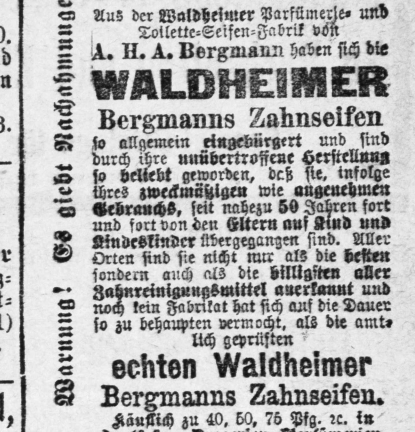 Warnung! Es giebt Nachahmunge
Aus der Waldheimer Parfümerie- und
Toilette-Seifen-Fabrik von
A. H. A. Bergmann haben sich die
WALDHEIMER
Bergmanns Zahnseifen
so allgemein eingebürgert und sind
durch ihre unübertroffene Herstellung
so beliebt geworden, daß sie, infolge
ihres zweckmäßigen wie angenehmen
Gebrauchs, seit nahezu 50 Jahren fort
und fort von den Eltern auf Kind und
Kindeskinder übergegangen sind. Aller
Orten sind sie nicht nur als die besten
sondern auch als die billigsten aller
Zahnreinigungsmittel anerkannt und
noch kein Fabrikat hat sich auf die Dauer
so zu behaupten vermocht, als die amt-
lich geprüften
echten Waldheimer
Bergmanns Zahnseifen.
Käuflich zu 40, 50, 75 Pfg. ꝛc. in